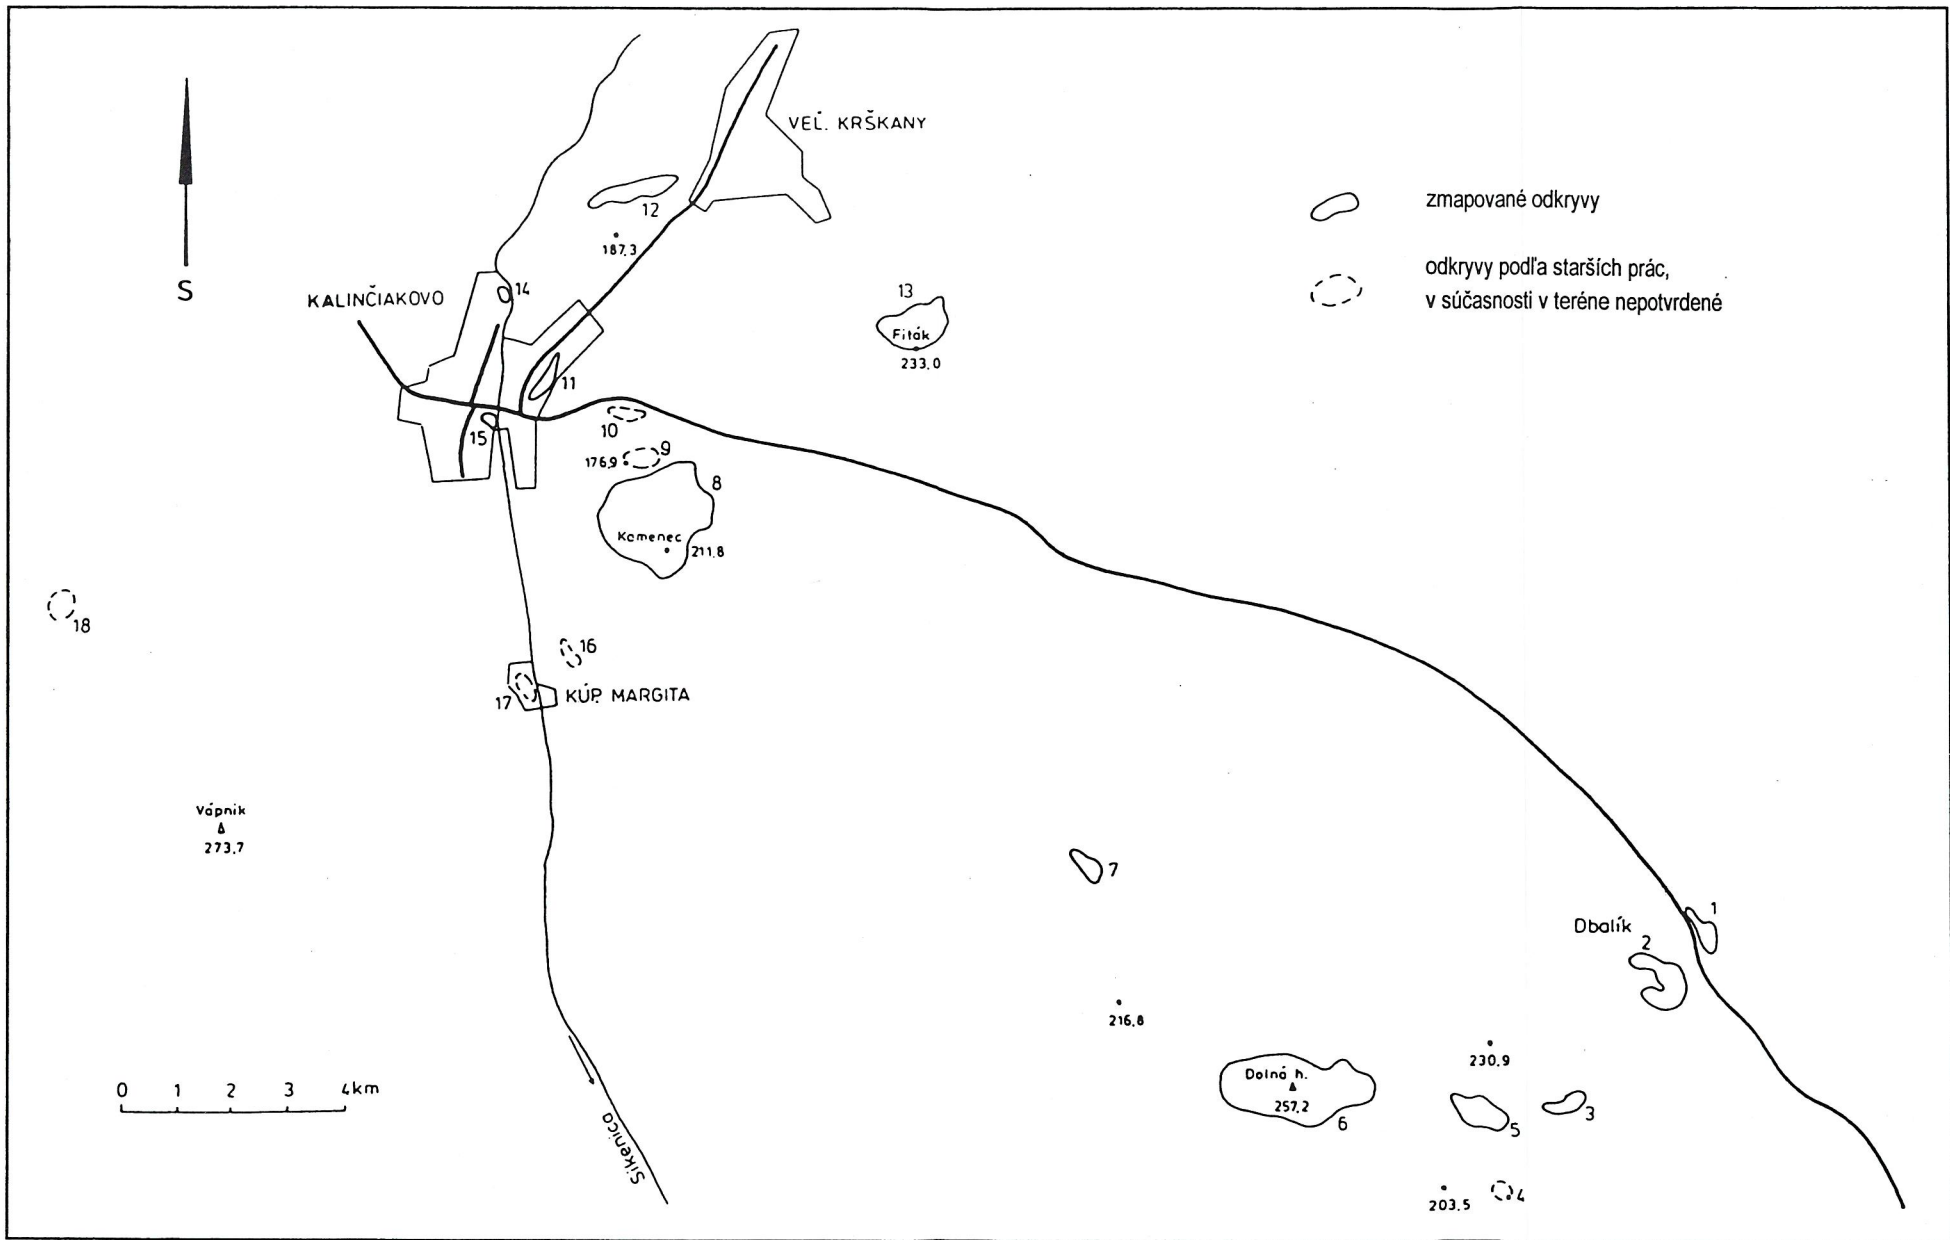 VEĽ. KRŠKANY
12
187,3
S
KALINČIAKOVO
14
13
Fiták
233,0
zmapované odkryvy
odkryvy podľa starších prác,
v súčasnosti v teréne nepotvrdené
11
10
15
9
176,9
8
Kamenec
211,8
18
16
17
KÚP. MARGITA
Vápnik
273,7
7
1
Dbalík
2
216,8
230,9
Dolná h.
257,2
6
5
3
0 1 2 3 4km
Sikenica
203,5
4